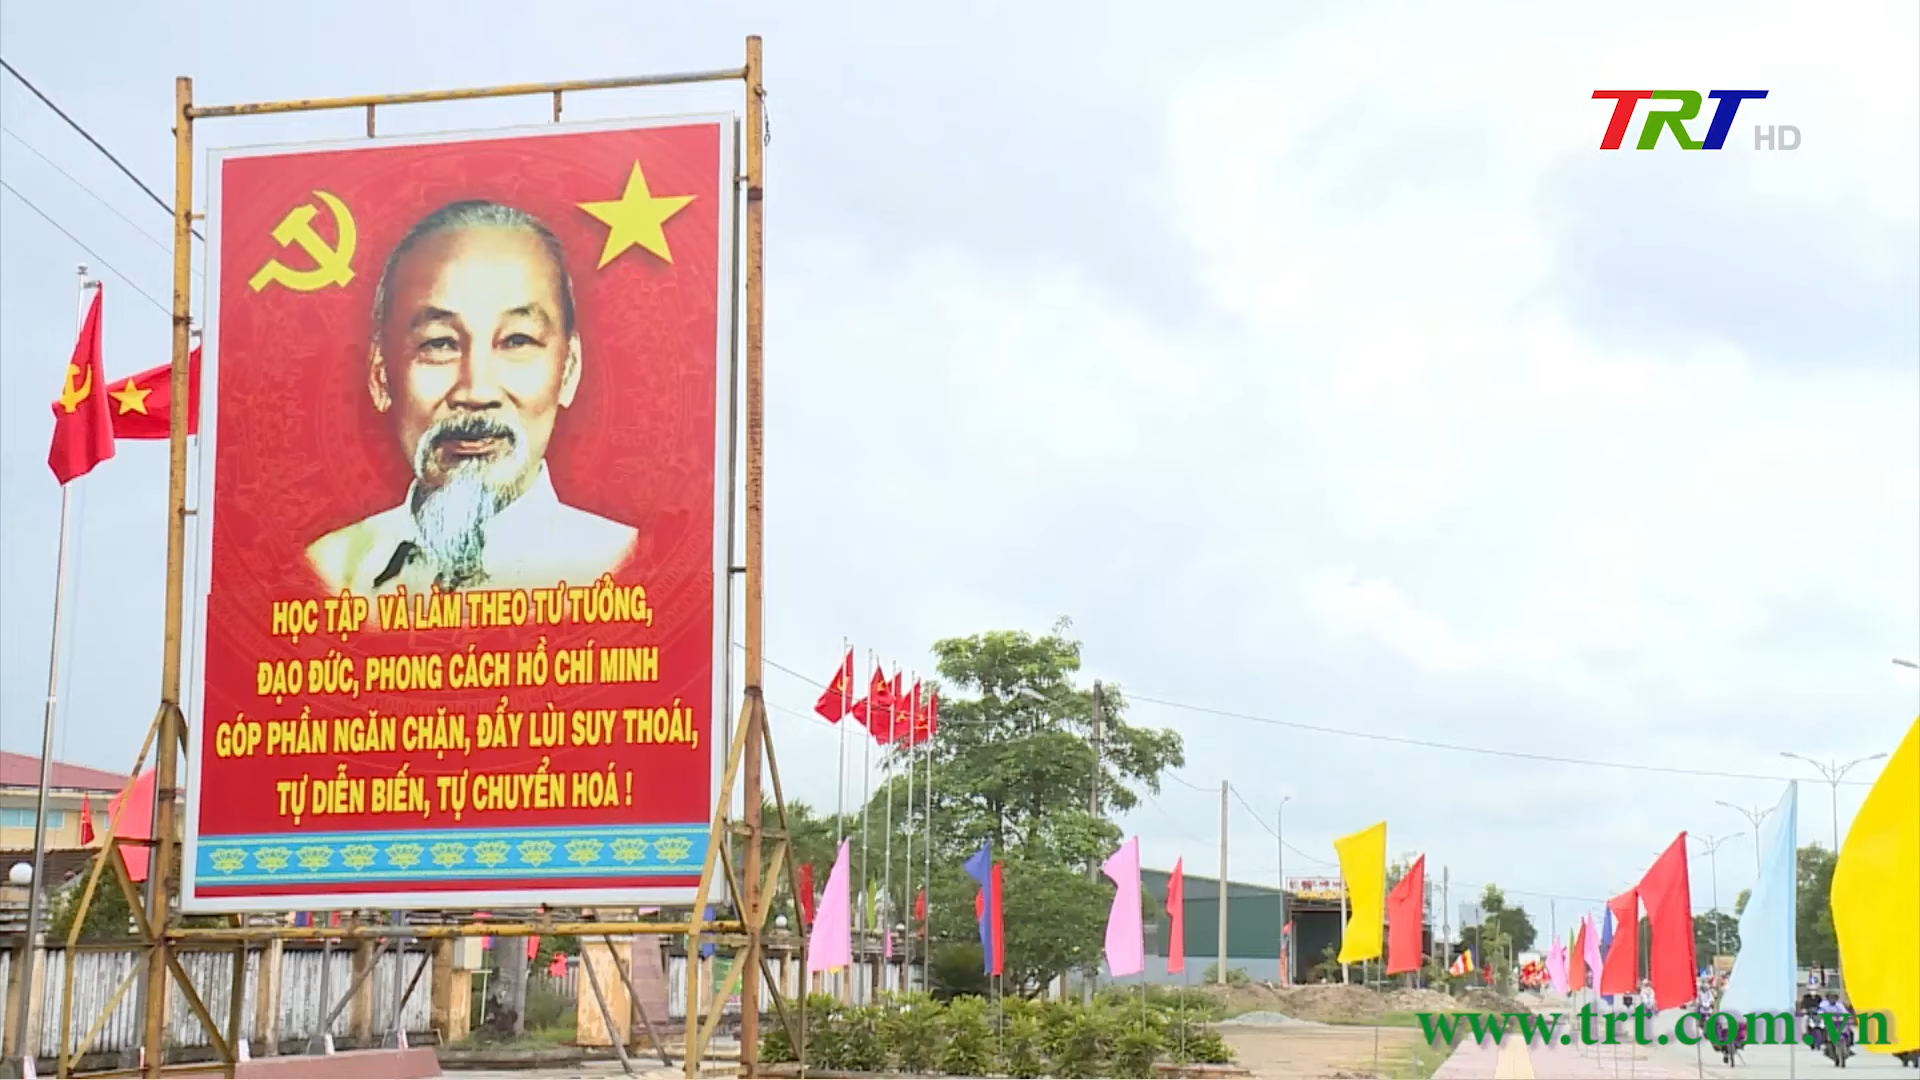 TRT HD
HỌC TẬP VÀ LÀM THEO TƯ TƯỞNG,
ĐẠO ĐỨC, PHONG CÁCH HỒ CHÍ MINH
GÓP PHẦN NGĂN CHẶN, ĐẨY LÙI SUY THOÁI,
TỰ DIỄN BIẾN, TỰ CHUYỂN HOÁ !
www.trt.com.vn